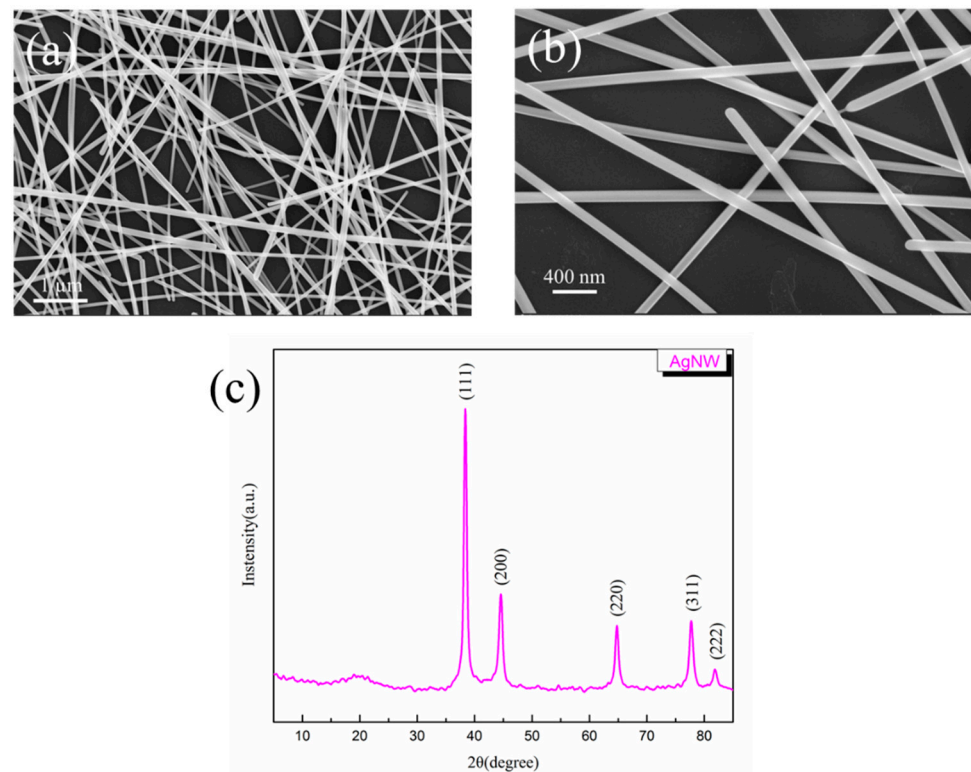 (a)
1 μm
(b)
400 nm
(c)
AgNW
(111)
(200)
(220)
(311)
(222)
Instensity(a.u.)
10 20 30 40 50 60 70 80
2θ(degree)